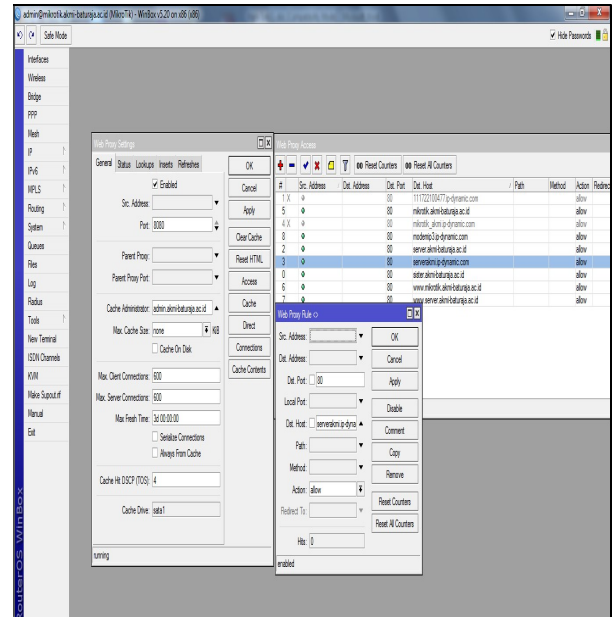 admin@mikrotik.akmi-baturaja.ac.id (MikroTik) - WinBox v5.20 on x86 (x86)
Safe Mode
Hide Passwords
Interfaces
Wireless
Bridge
PPP
Mesh
IP
IPv6
MPLS
Routing
System
Queues
Files
Log
Radius
Tools
New Terminal
ISDN Channels
KVM
Make Supout.rif
Manual
Exit
RouterOS WinBox
Web Proxy Settings
General Status Lookups Inserts Refreshes
Enabled
Src. Address:
Port: 8080
Parent Proxy:
Parent Proxy Port:
Cache Administrator: admin.akmi-baturaja.ac.id
Max. Cache Size: none KiB
Cache On Disk
Max. Client Connections: 600
Max. Server Connections: 600
Max Fresh Time: 3d 00:00:00
Serialize Connections
Always From Cache
Cache Hit DSCP (TOS): 4
Cache Drive: sata1
running
OK
Cancel
Apply
Clear Cache
Reset HTML
Access
Cache
Direct
Connections
Cache Contents
Web Proxy Access
00 Reset Counters 00 Reset All Counters
# Src. Address Dst. Address Dst. Port Dst. Host Path Method Action Redirec
1 X 80 111722100477.ip-dynamic.com allow
5 80 mikrotik.akmi-baturaja.ac.id allow
4 X 80 mikrotik_akmi.ip-dynamic.com allow
8 80 modemip3.ip-dynamic.com allow
2 80 server.akmi-baturaja.ac.id allow
3 80 serverakmi.ip-dynamic.com allow
0 80 sister.akmi-baturaja.ac.id allow
6 80 www.mikrotik.akmi-baturaja.ac.id allow
7 80 www.server.akmi-baturaja.ac.id allow
Web Proxy Rule <>
Src. Address:
Dst. Address:
Dst. Port: 80
Local Port:
Dst. Host: serverakmi.ip-dyna
Path:
Method:
Action: allow
Redirect To:
Hits: 0
enabled
OK
Cancel
Apply
Disable
Comment
Copy
Remove
Reset Counters
Reset All Counters